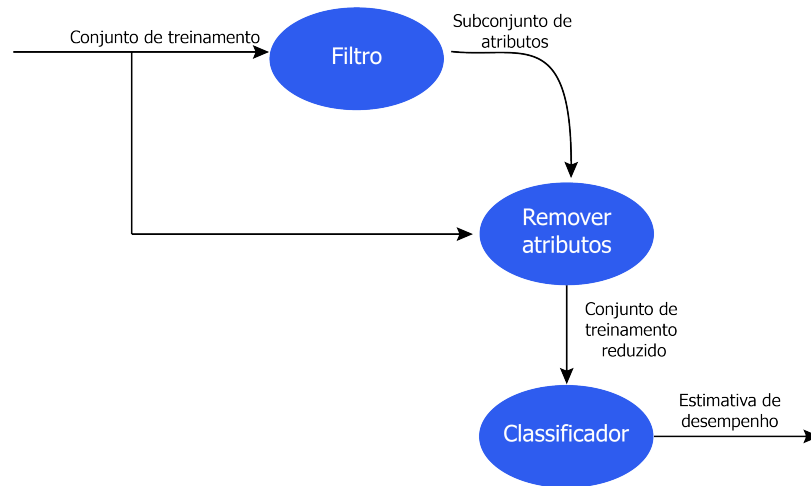 Conjunto de treinamento
Filtro
Subconjunto de
atributos
Remover
atributos
Conjunto de
treinamento
reduzido
Classificador
Estimativa de
desempenho